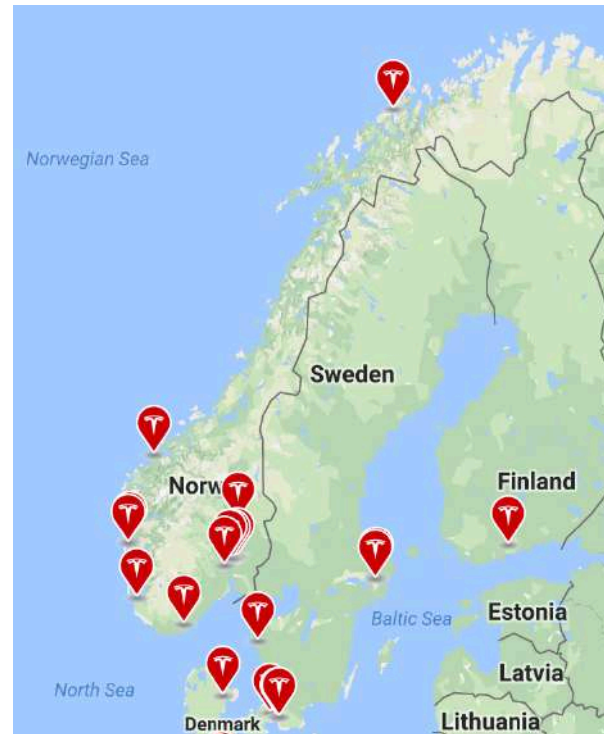 Norwegian Sea
Sweden
Norw
Finland
Baltic Sea
Estonia
North Sea
Latvia
Denmark
Lithuania